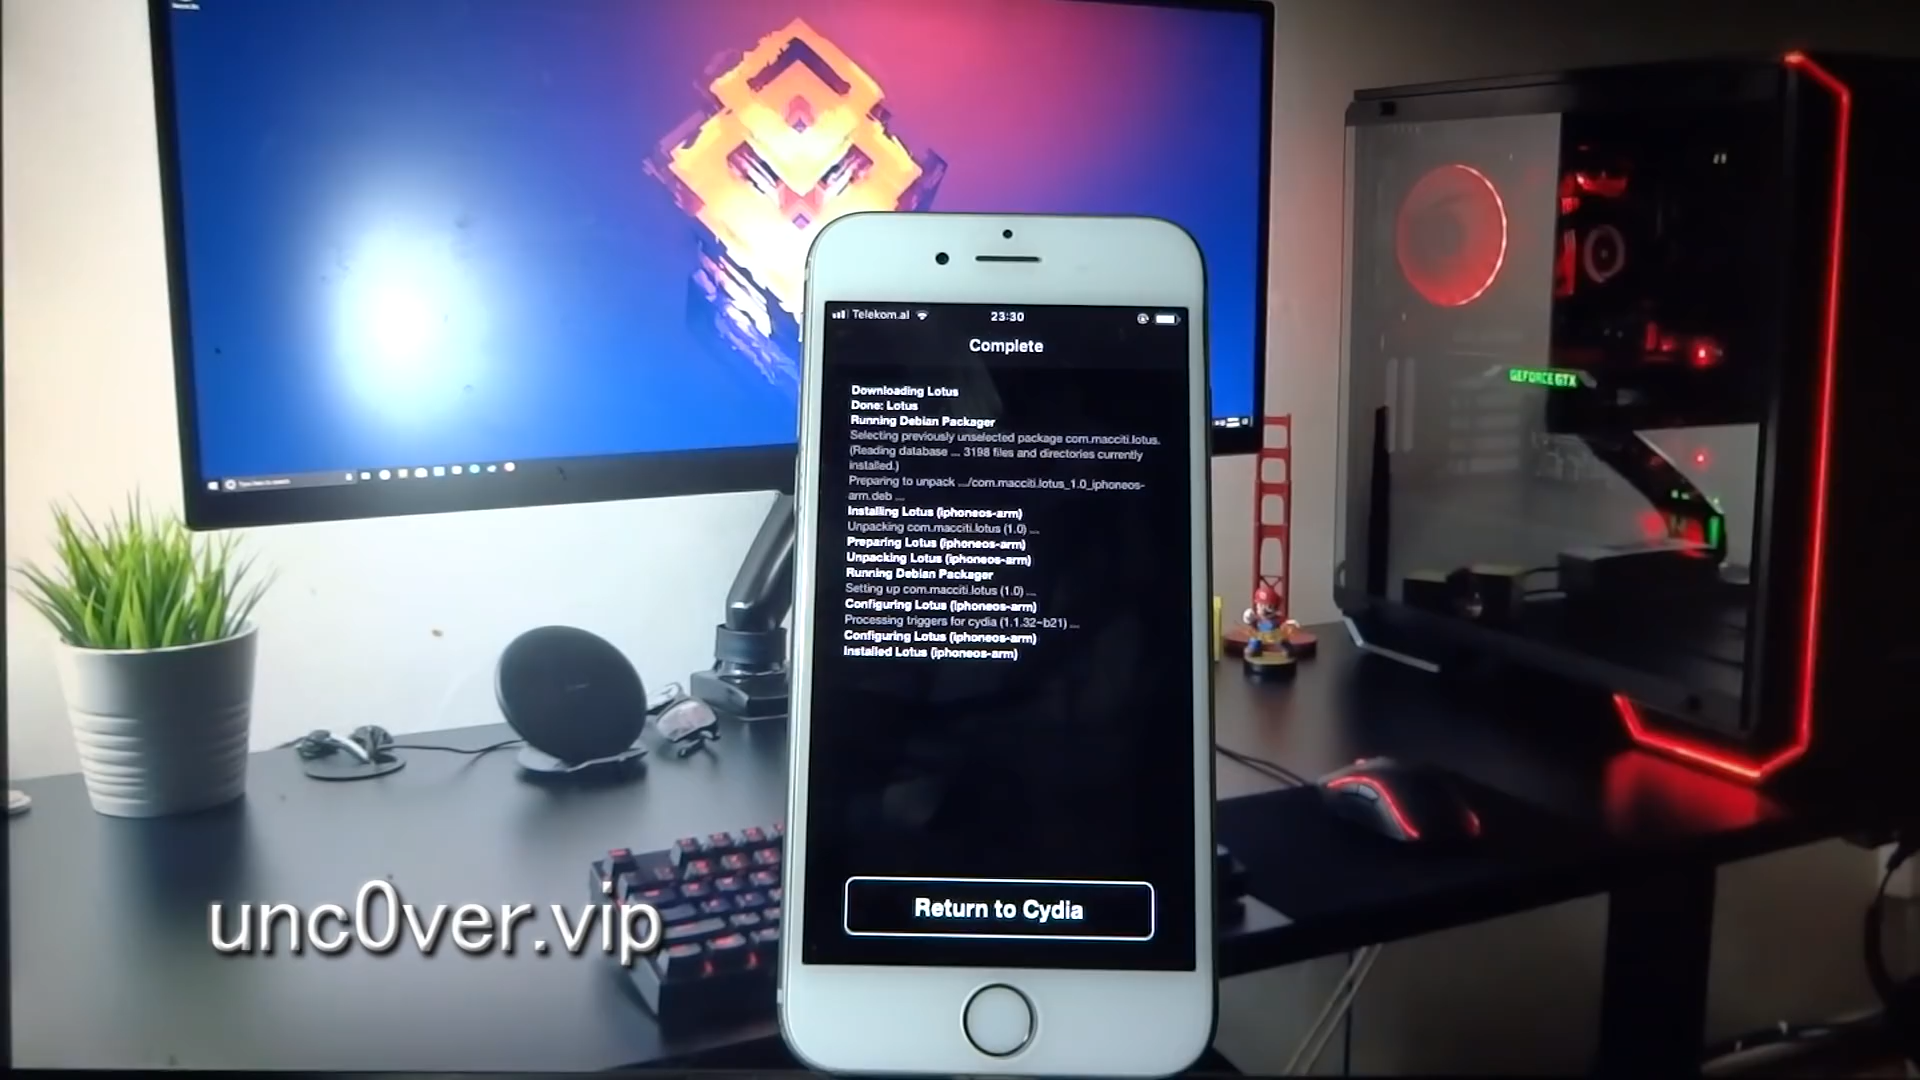 Telekom.al
23:30
Complete
Downloading Lotus
Done: Lotus
Running Debian Packager
Selecting previously unselected package com.macciti.lotus.
(Reading database ... 3198 files and directories currently
installed.)
Preparing to unpack .../com.macciti.lotus_1.0_iphoneos-
arm.deb ...
Installing Lotus (iphoneos-arm)
Unpacking com.macciti.lotus (1.0) ...
Preparing Lotus (iphoneos-arm)
Unpacking Lotus (iphoneos-arm)
Running Debian Packager
Setting up com.macciti.lotus (1.0) ...
Configuring Lotus (iphoneos-arm)
Processing triggers for cydia (1.1.32~b21) ...
Configuring Lotus (iphoneos-arm)
Installed Lotus (iphoneos-arm)
Return to Cydia
GEFORCE GTX
unc0ver.vip